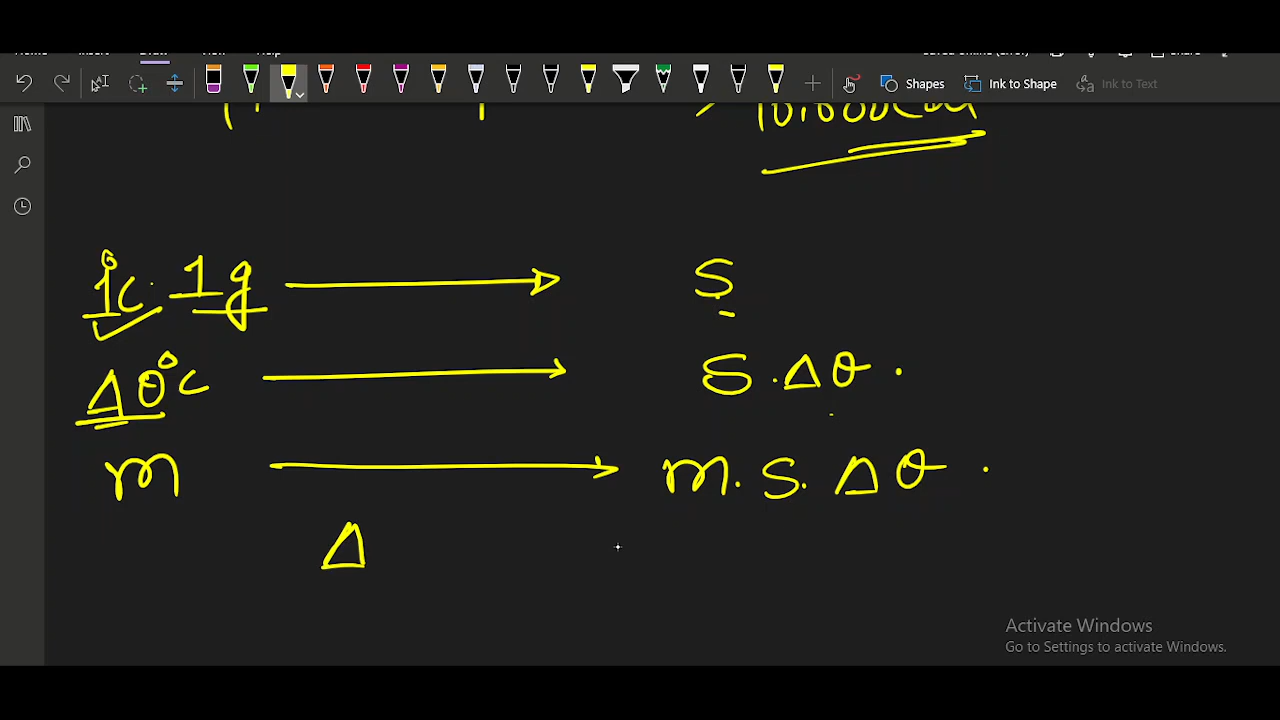 Shapes Ink to Shape Ink to Text
1°c. 1g → S
Δθ°c → S.Δθ.
m → m.s.Δθ.
Δ
Activate Windows
Go to Settings to activate Windows.